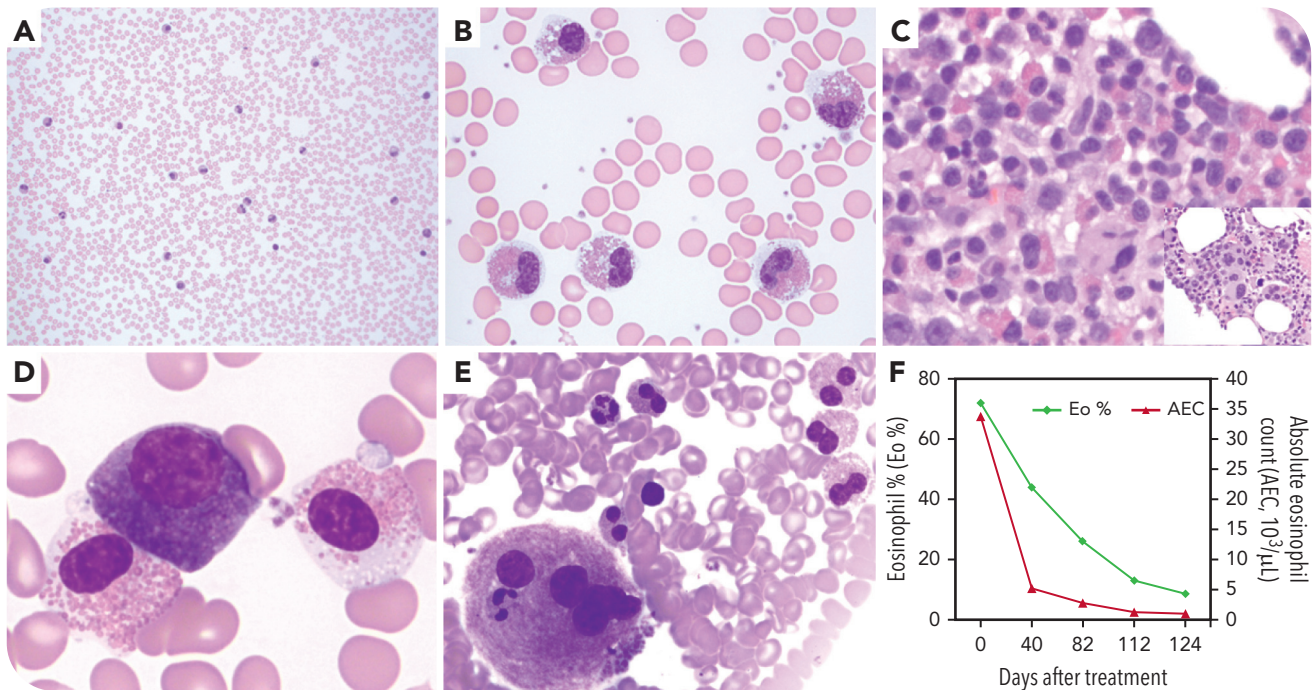 A
B
C
D
E
F
80
60
40
20
0
Eosinophil % (Eo %)
Eo %
AEC
40
35
30
25
20
15
10
5
0
Absolute eosinophil
count (AEC, 10³/μL)
0
40
82
112
124
Days after treatment